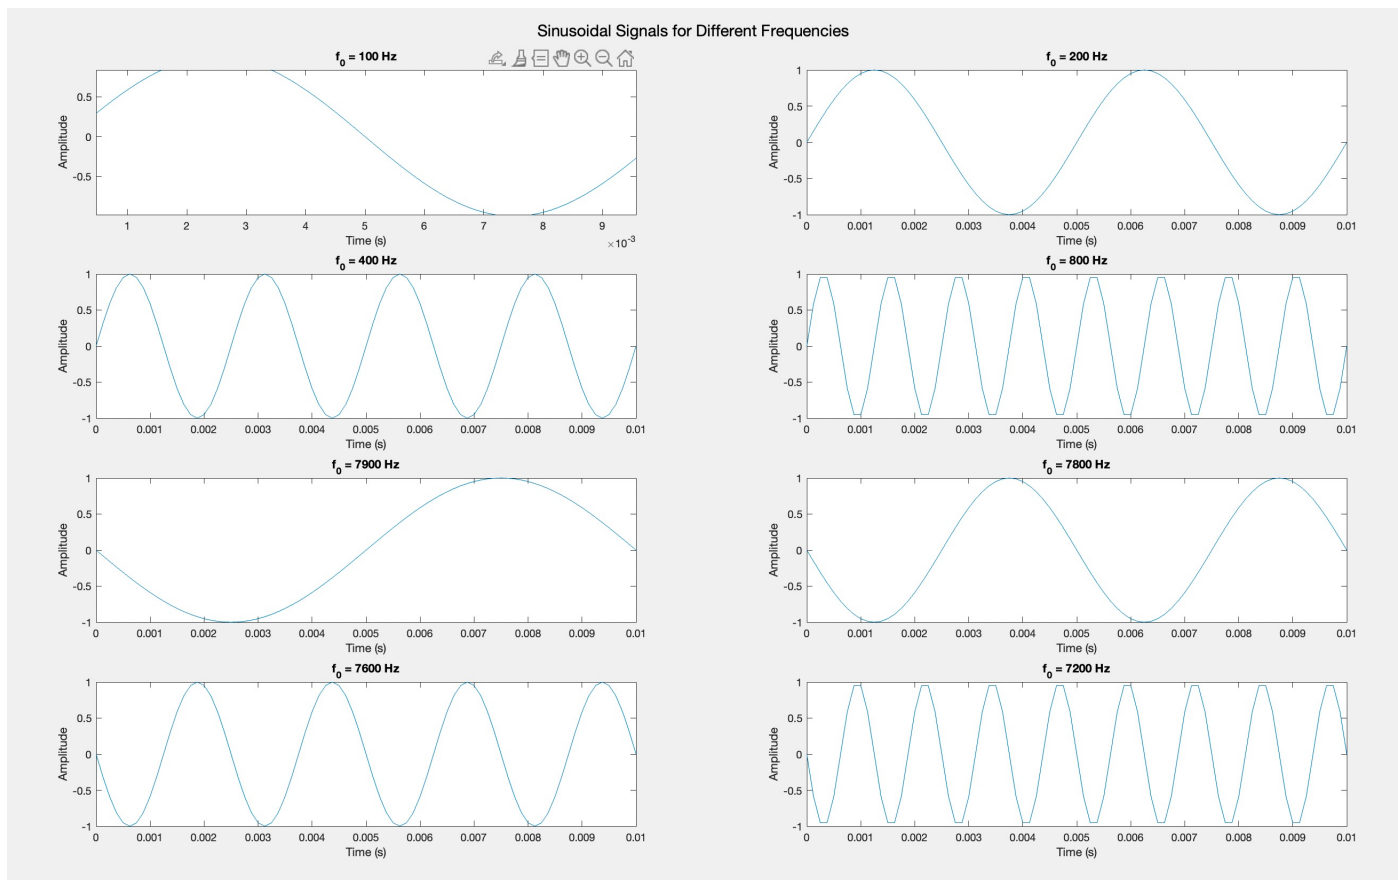 Sinusoidal Signals for Different Frequencies
f0 = 100 Hz
0.5
0
-0.5
Amplitude
1 2 3 4 5 6 7 8 9
Time (s)
×10-3
f0 = 200 Hz
1
0.5
0
-0.5
-1
Amplitude
0 0.001 0.002 0.003 0.004 0.005 0.006 0.007 0.008 0.009 0.01
Time (s)
f0 = 400 Hz
1
0.5
0
-0.5
-1
Amplitude
0 0.001 0.002 0.003 0.004 0.005 0.006 0.007 0.008 0.009 0.01
Time (s)
f0 = 800 Hz
1
0.5
0
-0.5
-1
Amplitude
0 0.001 0.002 0.003 0.004 0.005 0.006 0.007 0.008 0.009 0.01
Time (s)
f0 = 7900 Hz
1
0.5
0
-0.5
-1
Amplitude
0 0.001 0.002 0.003 0.004 0.005 0.006 0.007 0.008 0.009 0.01
Time (s)
f0 = 7800 Hz
1
0.5
0
-0.5
-1
Amplitude
0 0.001 0.002 0.003 0.004 0.005 0.006 0.007 0.008 0.009 0.01
Time (s)
f0 = 7600 Hz
1
0.5
0
-0.5
-1
Amplitude
0 0.001 0.002 0.003 0.004 0.005 0.006 0.007 0.008 0.009 0.01
Time (s)
f0 = 7200 Hz
1
0.5
0
-0.5
-1
Amplitude
0 0.001 0.002 0.003 0.004 0.005 0.006 0.007 0.008 0.009 0.01
Time (s)